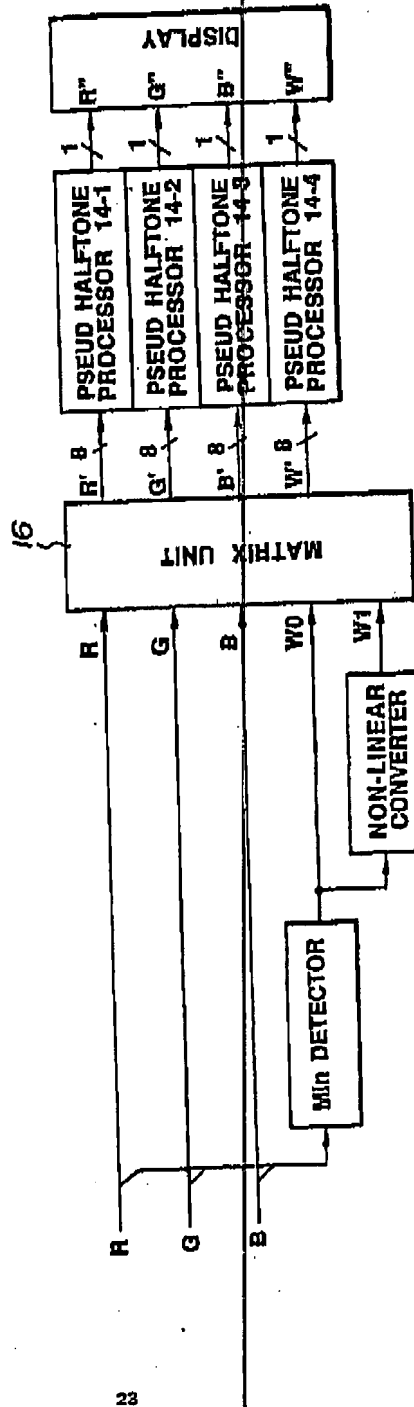 R
G
B
Min DETECTOR
NON-LINEAR
CONVERTER
R
G
B
W0
W1
16
MATRIX UNIT
R' 8
G' 8
B' 8
W' 8
PSEUD HALFTONE
PROCESSOR 14-1
PSEUD HALFTONE
PROCESSOR 14-2
PSEUD HALFTONE
PROCESSOR 14-3
PSEUD HALFTONE
PROCESSOR 14-4
1
1
1
1
R"
G"
B"
W"
DISPLAY
23